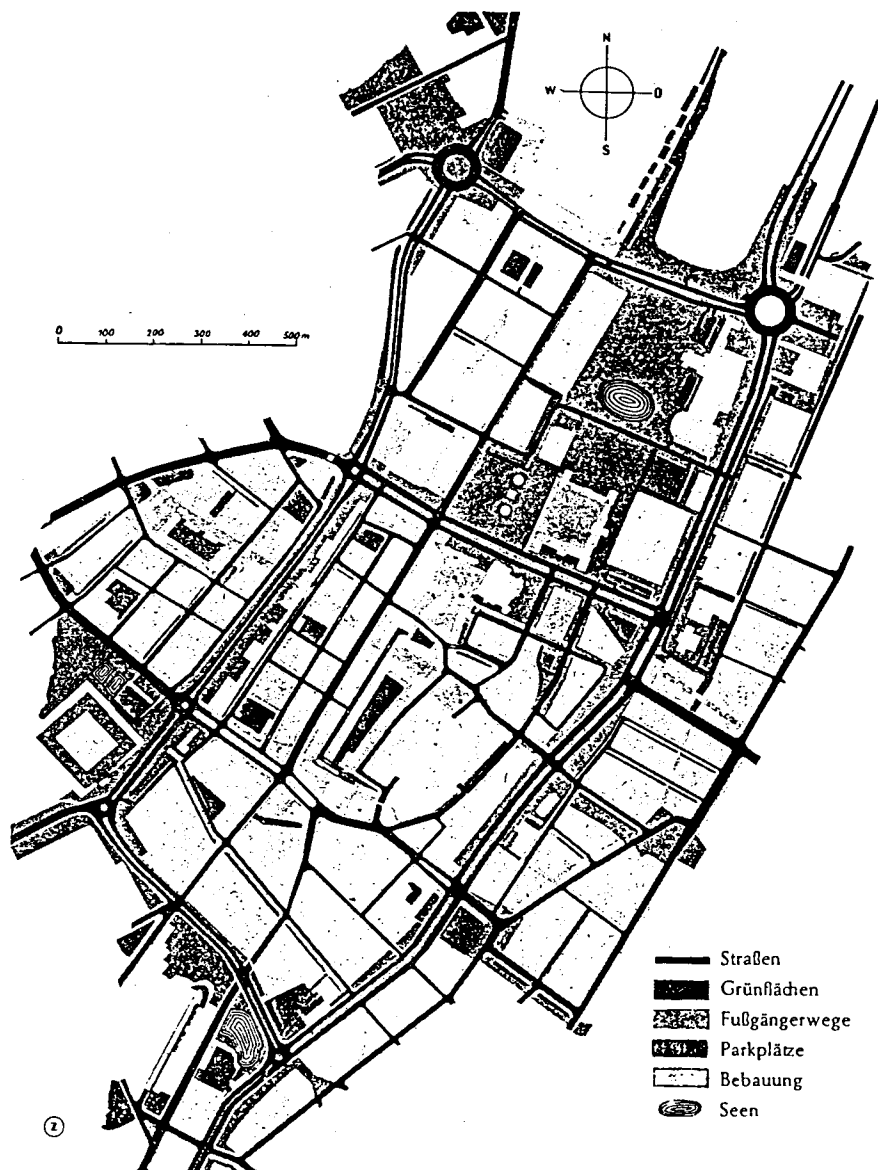 N
W O
S
0 100 200 300 400 500 m
Straßen
Grünflächen
Fußgängerwege
Parkplätze
Bebauung
Seen
2